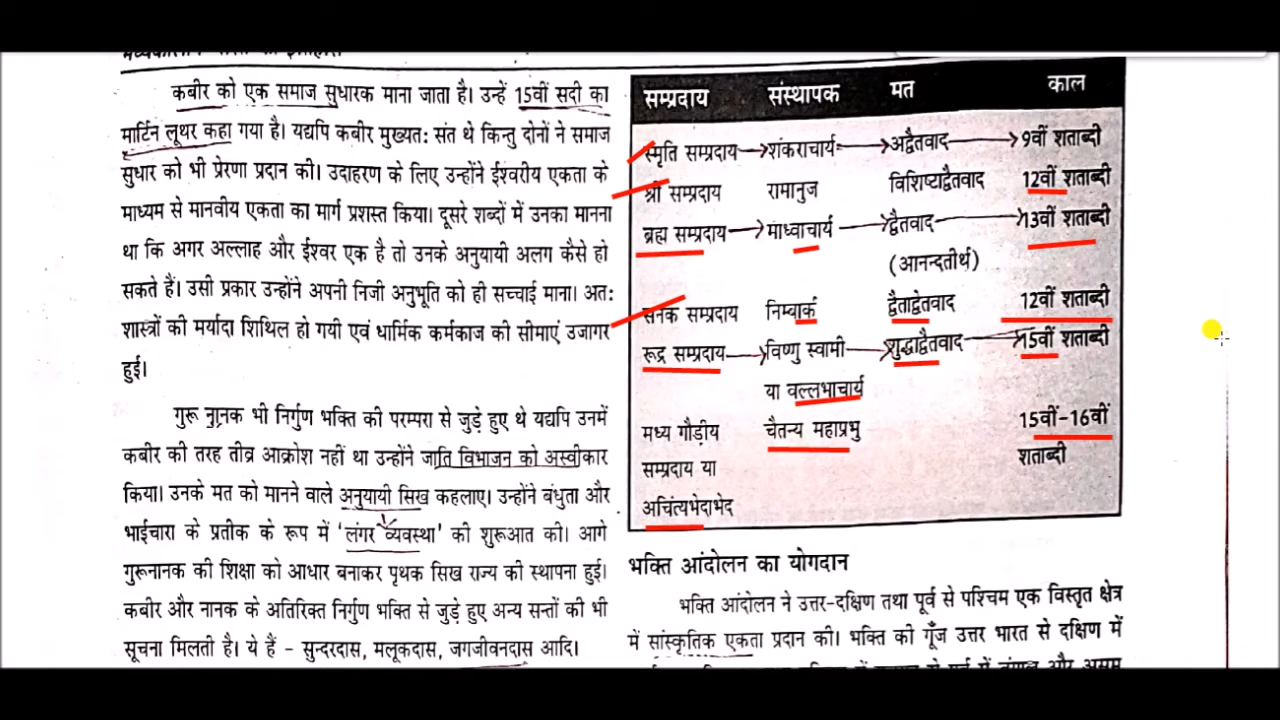 कबीर को एक समाज सुधारक माना जाता है। उन्हें 15वीं सदी का
मार्टिन लूथर कहा गया है। यद्यपि कबीर मुख्यत: संत थे किन्तु दोनों ने समाज
सुधार को भी प्रेरणा प्रदान की। उदाहरण के लिए उन्होंने ईश्वरीय एकता के
माध्यम से मानवीय एकता का मार्ग प्रशस्त किया। दूसरे शब्दों में उनका मानना
था कि अगर अल्लाह और ईश्वर एक है तो उनके अनुयायी अलग कैसे हो
सकते हैं। उसी प्रकार उन्होंने अपनी निजी अनुभूति को ही सच्चाई माना। अत:
शास्त्रों की मर्यादा शिथिल हो गयी एवं धार्मिक कर्मकाज की सीमाएं उजागर
हुई।
गुरू नानक भी निर्गुण भक्ति की परम्परा से जुड़े हुए थे यद्यपि उनमें
कबीर की तरह तीव्र आक्रोश नहीं था उन्होंने जाति विभाजन को अस्वीकार
किया। उनके मत को मानने वाले अनुयायी सिख कहलाए। उन्होंने बंधुता और
भाईचारा के प्रतीक के रूप में 'लंगर व्यवस्था' की शुरूआत की। आगे
गुरूनानक की शिक्षा को आधार बनाकर पृथक सिख राज्य की स्थापना हुई।
कबीर और नानक के अतिरिक्त निर्गुण भक्ति से जुड़े हुए अन्य सन्तों की भी
सूचना मिलती है। ये हैं - सुन्दरदास, मलूकदास, जगजीवनदास आदि।
सम्प्रदाय संस्थापक मत काल
स्मृति सम्प्रदाय शंकराचार्य अद्वैतवाद 9वीं शताब्दी
श्री सम्प्रदाय रामानुज विशिष्टाद्वैतवाद 12वीं शताब्दी
ब्रह्म सम्प्रदाय माध्वाचार्य द्वैतवाद 13वीं शताब्दी
(आनन्दतीर्थ)
सनक सम्प्रदाय निम्बार्क द्वैताद्वेतवाद 12वीं शताब्दी
रूद्र सम्प्रदाय विष्णु स्वामी शुद्धाद्वैतवाद 15वीं शताब्दी
या वल्लभाचार्य
मध्य गौड़ीय चैतन्य महाप्रभु 15वीं-16वीं
सम्प्रदाय या शताब्दी
अचिंत्यभेदाभेद
भक्ति आंदोलन का योगदान
भक्ति आंदोलन ने उत्तर-दक्षिण तथा पूर्व से पश्चिम एक विस्तृत क्षेत्र
में सांस्कृतिक एकता प्रदान की। भक्ति की गूँज उत्तर भारत से दक्षिण में